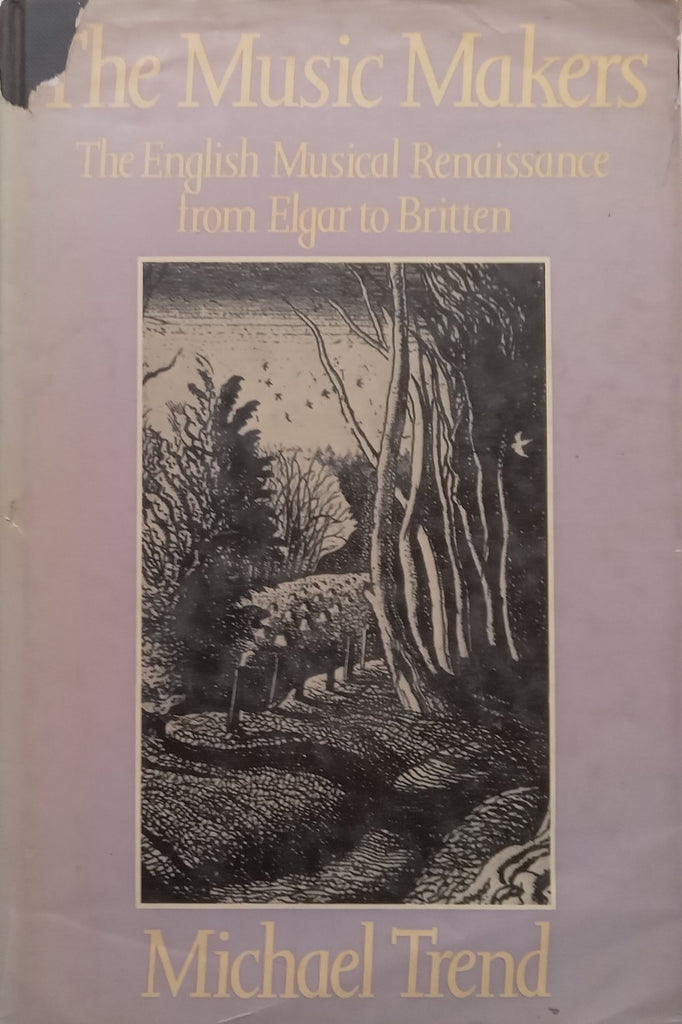 The Music Makers
The English Musical Renaissance
from Elgar to Britten
Michael Trend